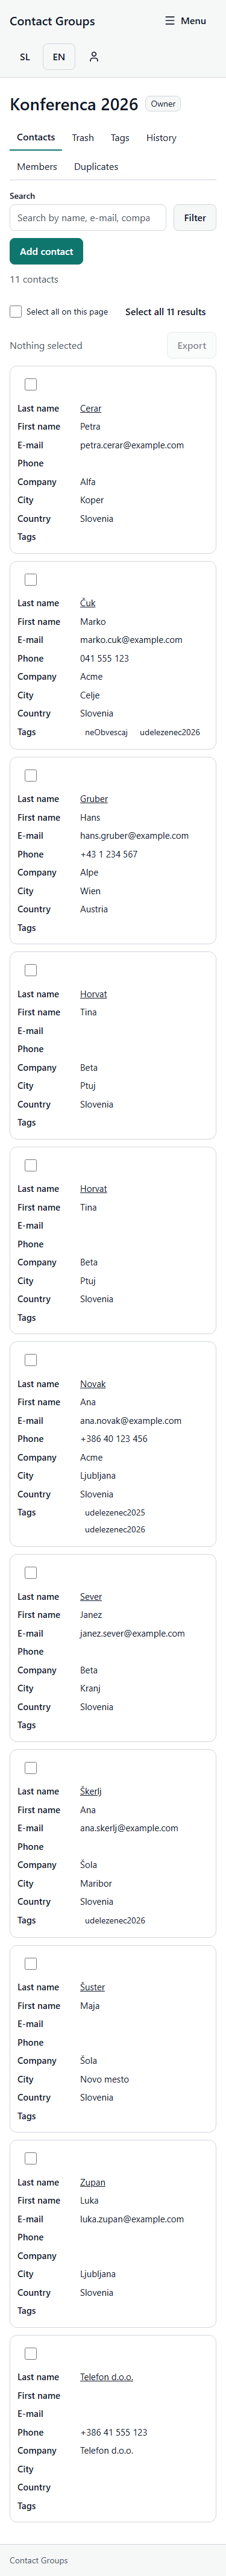 Contact Groups
Menu
SL
EN
Konferenca 2026
Owner
Contacts
Trash
Tags
History
Members
Duplicates
Search
Search by name, e-mail, compa
Filter
Add contact
11 contacts
Select all on this page
Select all 11 results
Nothing selected
Export
Last name Cerar
First name Petra
E-mail petra.cerar@example.com
Phone
Company Alfa
City Koper
Country Slovenia
Tags
Last name Čuk
First name Marko
E-mail marko.cuk@example.com
Phone 041 555 123
Company Acme
City Celje
Country Slovenia
Tags neObvescaj udelezenec2026
Last name Gruber
First name Hans
E-mail hans.gruber@example.com
Phone +43 1 234 567
Company Alpe
City Wien
Country Austria
Tags
Last name Horvat
First name Tina
E-mail
Phone
Company Beta
City Ptuj
Country Slovenia
Tags
Last name Horvat
First name Tina
E-mail
Phone
Company Beta
City Ptuj
Country Slovenia
Tags
Last name Novak
First name Ana
E-mail ana.novak@example.com
Phone +386 40 123 456
Company Acme
City Ljubljana
Country Slovenia
Tags udelezenec2025
udelezenec2026
Last name Sever
First name Janez
E-mail janez.sever@example.com
Phone
Company Beta
City Kranj
Country Slovenia
Tags
Last name Škerlj
First name Ana
E-mail ana.skerlj@example.com
Phone
Company Šola
City Maribor
Country Slovenia
Tags udelezenec2026
Last name Šuster
First name Maja
E-mail
Phone
Company Šola
City Novo mesto
Country Slovenia
Tags
Last name Zupan
First name Luka
E-mail luka.zupan@example.com
Phone
Company
City Ljubljana
Country Slovenia
Tags
Last name Telefon d.o.o.
First name
E-mail
Phone +386 41 555 123
Company Telefon d.o.o.
City
Country
Tags
Contact Groups